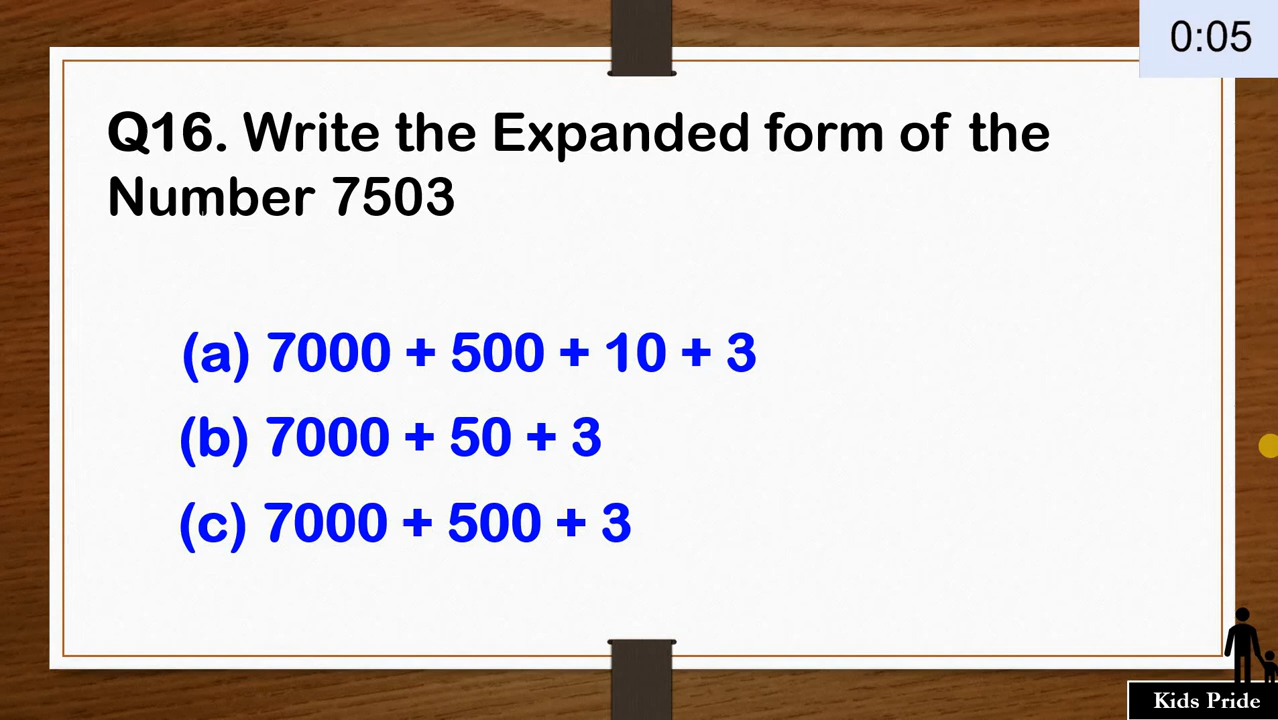 0:05
Q16. Write the Expanded form of the
Number 7503
(a) 7000 + 500 + 10 + 3
(b) 7000 + 50 + 3
(c) 7000 + 500 + 3
Kids Pride